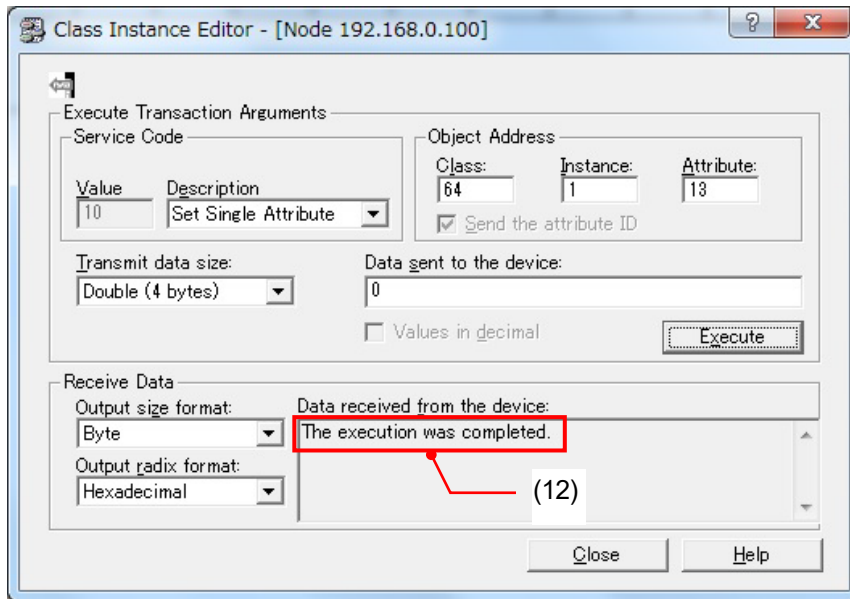 Class Instance Editor - [Node 192.168.0.100]
Execute Transaction Arguments
Service Code
Value
Description
10
Set Single Attribute
Object Address
Class:
Instance:
Attribute:
64
1
13
Send the attribute ID
Transmit data size:
Double (4 bytes)
Data sent to the device:
0
Values in decimal
Execute
Receive Data
Output size format:
Byte
Output radix format:
Hexadecimal
Data received from the device:
The execution was completed.
(12)
Close
Help